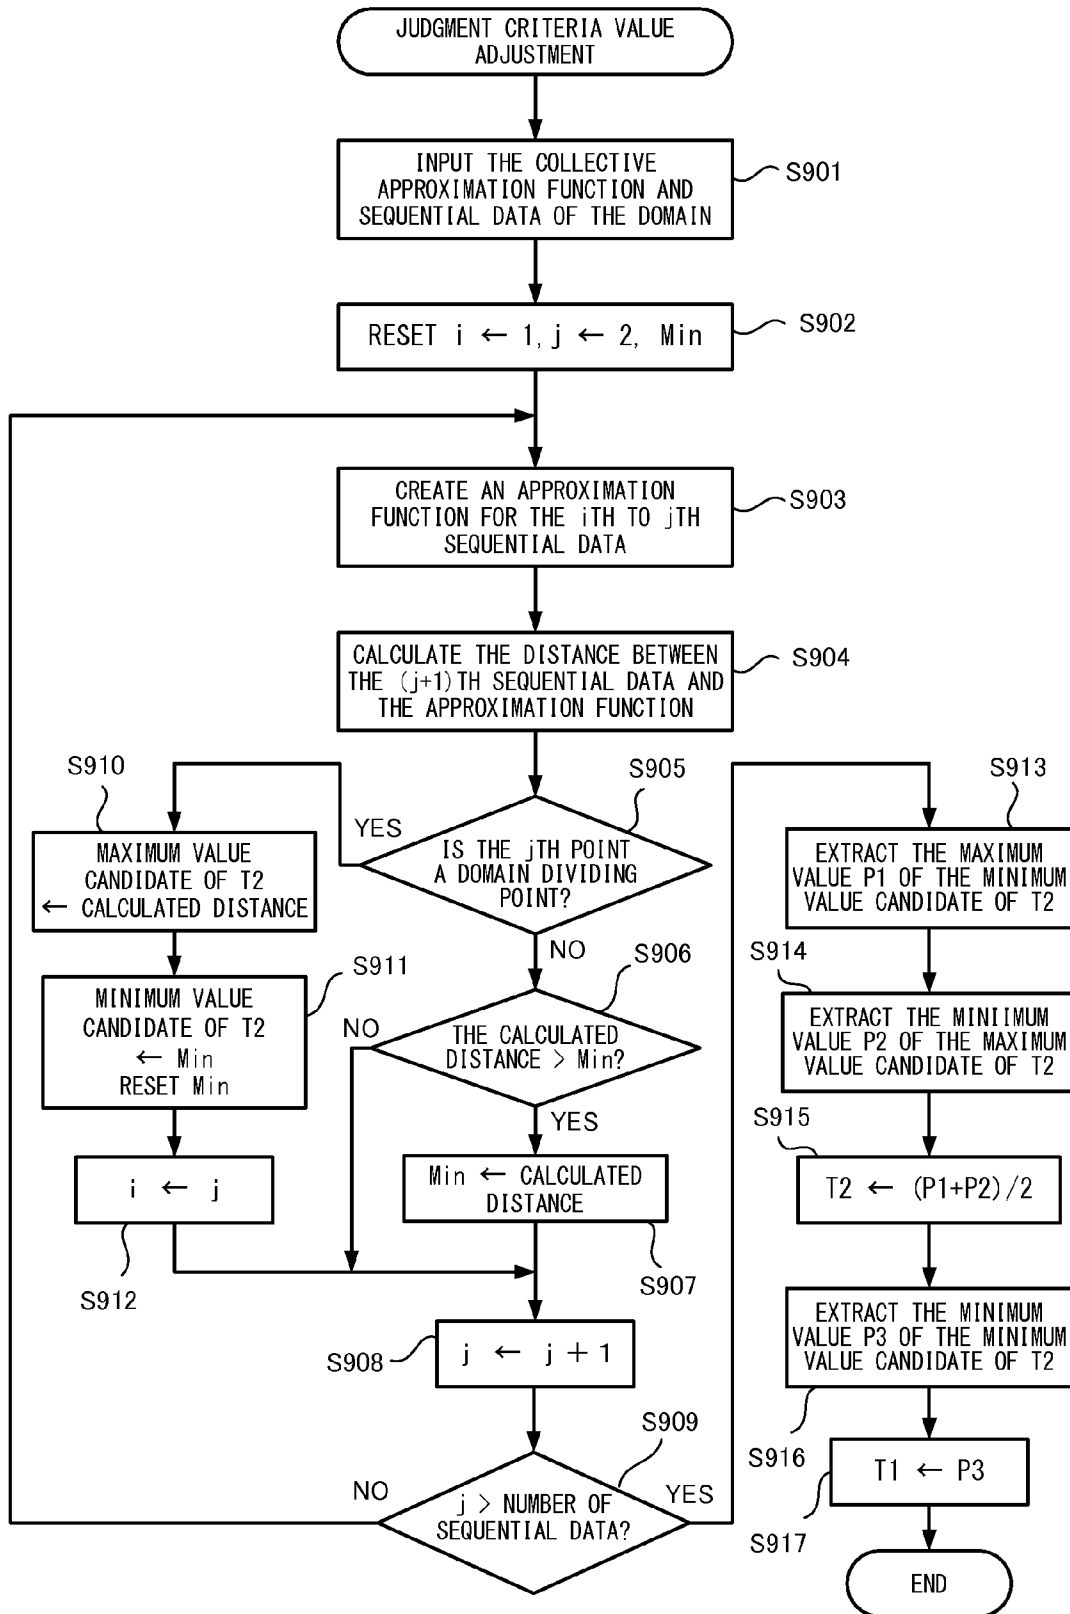 JUDGMENT CRITERIA VALUE
ADJUSTMENT
INPUT THE COLLECTIVE
APPROXIMATION FUNCTION AND
SEQUENTIAL DATA OF THE DOMAIN
S901
RESET i ← 1, j ← 2, Min
S902
CREATE AN APPROXIMATION
FUNCTION FOR THE iTH TO jTH
SEQUENTIAL DATA
S903
CALCULATE THE DISTANCE BETWEEN
THE (j+1)TH SEQUENTIAL DATA AND
THE APPROXIMATION FUNCTION
S904
S905
IS THE jTH POINT
A DOMAIN DIVIDING
POINT?
YES
NO
S910
MAXIMUM VALUE
CANDIDATE OF T2
← CALCULATED DISTANCE
S911
MINIMUM VALUE
CANDIDATE OF T2
← Min
RESET Min
i ← j
S912
S906
THE CALCULATED
DISTANCE > Min?
NO
YES
Min ← CALCULATED
DISTANCE
S907
S908
j ← j + 1
S909
j > NUMBER OF
SEQUENTIAL DATA?
NO
YES
S913
EXTRACT THE MAXIMUM
VALUE P1 OF THE MINIMUM
VALUE CANDIDATE OF T2
S914
EXTRACT THE MINIIMUM
VALUE P2 OF THE MAXIMUM
VALUE CANDIDATE OF T2
S915
T2 ← (P1+P2)/2
EXTRACT THE MINIMUM
VALUE P3 OF THE MINIMUM
VALUE CANDIDATE OF T2
S916
T1 ← P3
S917
END